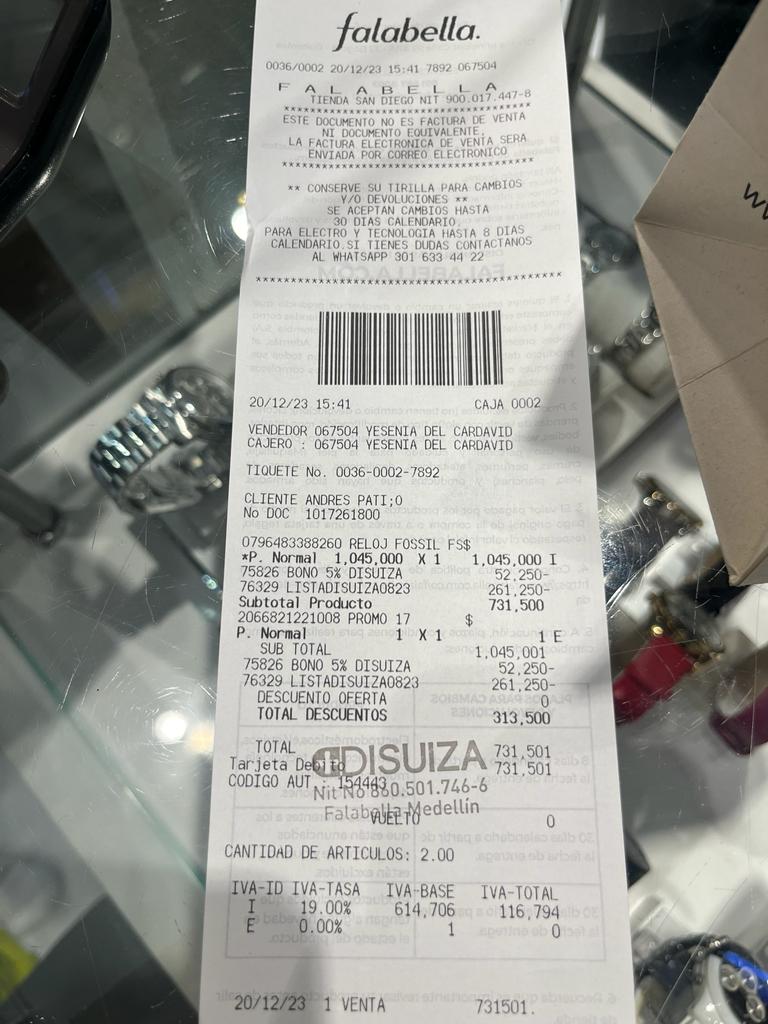 falabella.
0036/0002 20/12/23 15:41 7892 067504
F A L A B E L L A
TIENDA SAN DIEGO NIT 900.017.447-8
****************************************
ESTE DOCUMENTO NO ES FACTURA DE VENTA
NI DOCUMENTO EQUIVALENTE.
LA FACTURA ELECTRONICA DE VENTA SERA
ENVIADA POR CORREO ELECTRONICO
****************************************
** CONSERVE SU TIRILLA PARA CAMBIOS
Y/O DEVOLUCIONES **
SE ACEPTAN CAMBIOS HASTA
30 DIAS CALENDARIO,
PARA ELECTRO Y TECNOLOGIA HASTA 8 DIAS
CALENDARIO.SI TIENES DUDAS CONTACTANOS
AL WHATSAPP 301 633 44 22
****************************************
20/12/23 15:41 CAJA 0002
VENDEDOR 067504 YESENIA DEL CARDAVID
CAJERO : 067504 YESENIA DEL CARDAVID
TIQUETE No. 0036-0002-7892
CLIENTE ANDRES PATI;O
No DOC 1017261800
0796483388260 RELOJ FOSSIL FS$
*P. Normal 1,045,000 X 1 1,045,000 I
75826 BONO 5% DISUIZA 52,250-
76329 LISTADISUIZA0823 261,250-
Subtotal Producto 731,500
2066821221008 PROMO 17 $
P. Normal 1 X 1 1 E
SUB TOTAL 1,045,001
75826 BONO 5% DISUIZA 52,250-
76329 LISTADISUIZA0823 261,250-
DESCUENTO OFERTA 0
TOTAL DESCUENTOS 313,500
TOTAL 731,501
Tarjeta Debito 731,501
CODIGO AUT : 154443
DISUIZA
Nit No 860.501.746-6
Falabella Medellín
VUELTO 0
CANTIDAD DE ARTICULOS: 2.00
IVA-ID IVA-TASA IVA-BASE IVA-TOTAL
I 19.00% 614,706 116,794
E 0.00% 1 0
20/12/23 1 VENTA 731501.